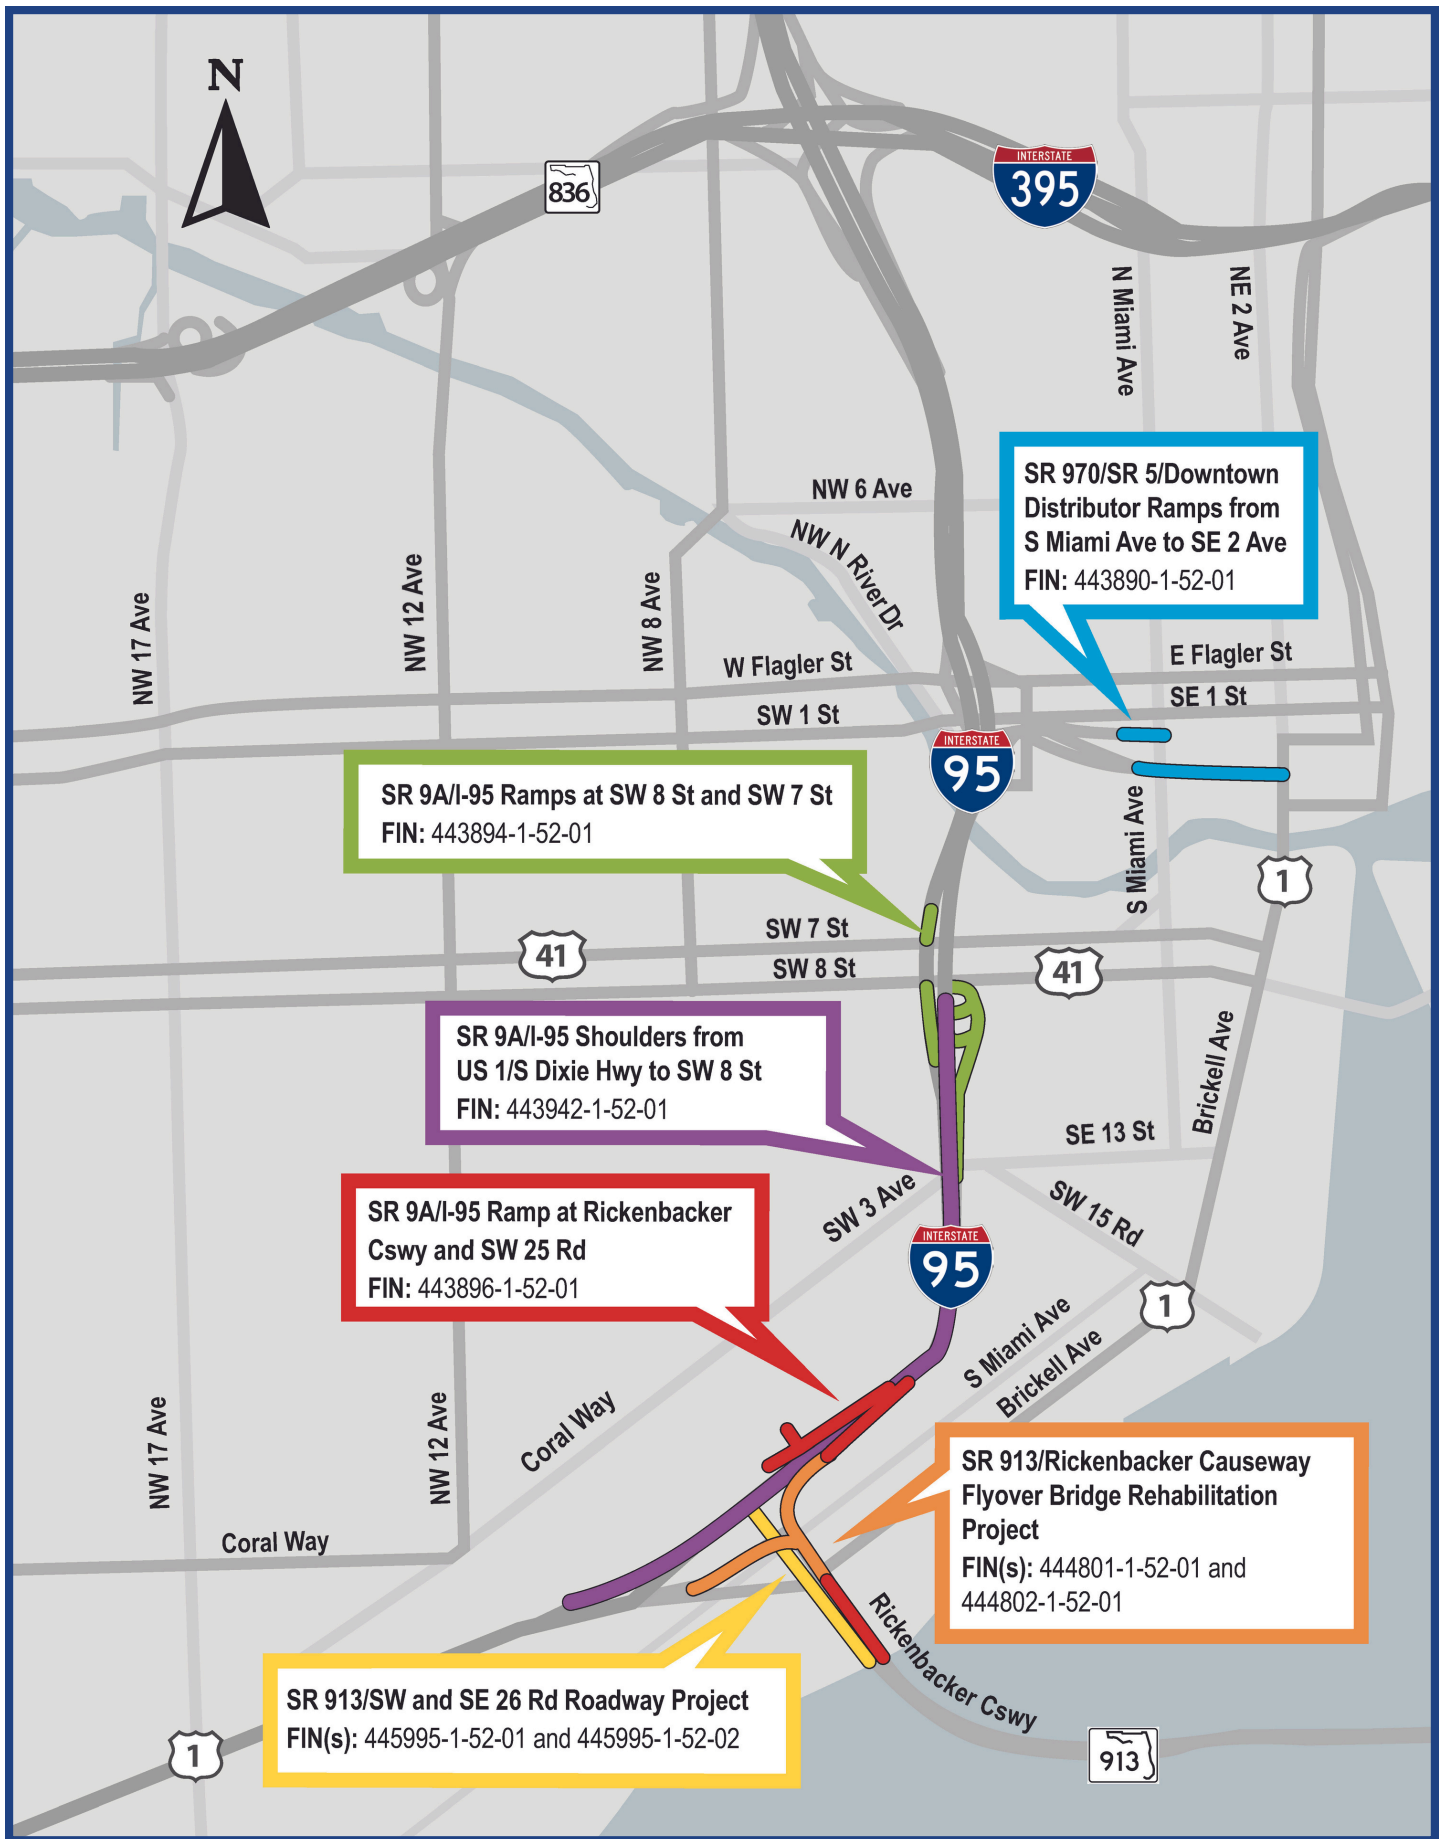 N
836
INTERSTATE
395
N Miami Ave
NE 2 Ave
SR 970/SR 5/Downtown
Distributor Ramps from
S Miami Ave to SE 2 Ave
FIN: 443890-1-52-01
NW 6 Ave
NW N River Dr
NW 17 Ave
NW 12 Ave
NW 8 Ave
W Flagler St
E Flagler St
SW 1 St
SE 1 St
INTERSTATE
95
SR 9A/I-95 Ramps at SW 8 St and SW 7 St
FIN: 443894-1-52-01
S Miami Ave
1
SW 7 St
41
SW 8 St
41
SR 9A/I-95 Shoulders from
US 1/S Dixie Hwy to SW 8 St
FIN: 443942-1-52-01
Brickell Ave
SE 13 St
SR 9A/I-95 Ramp at Rickenbacker
Cswy and SW 25 Rd
FIN: 443896-1-52-01
SW 3 Ave
SW 15 Rd
INTERSTATE
95
1
S Miami Ave
Brickell Ave
Coral Way
NW 17 Ave
NW 12 Ave
SR 913/Rickenbacker Causeway
Flyover Bridge Rehabilitation
Project
FIN(s): 444801-1-52-01 and
444802-1-52-01
Coral Way
Rickenbacker Cswy
SR 913/SW and SE 26 Rd Roadway Project
FIN(s): 445995-1-52-01 and 445995-1-52-02
1
913